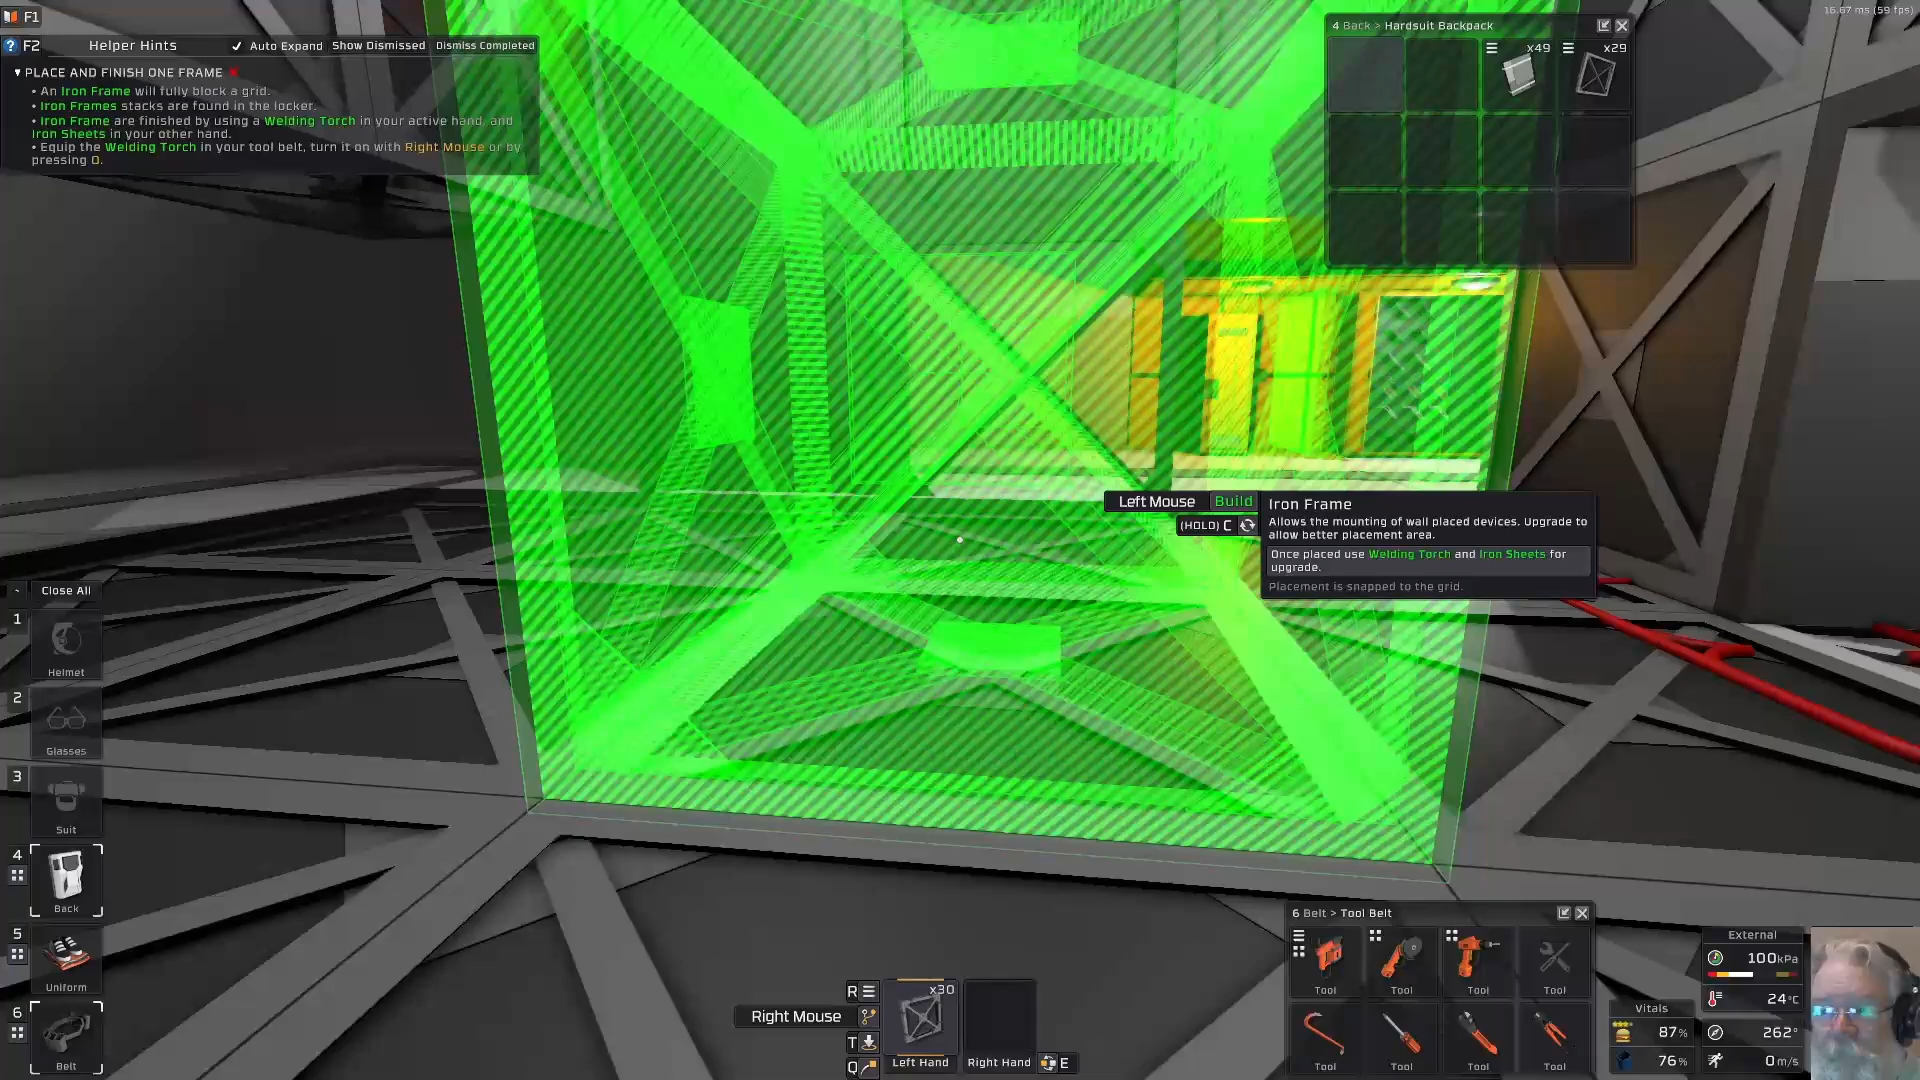 F1
16.67 ms (59 fps)
F2 Helper Hints Auto Expand Show Dismissed Dismiss Completed
PLACE AND FINISH ONE FRAME
• An Iron Frame will fully block a grid.
• Iron Frames stacks are found in the locker.
• Iron Frame are finished by using a Welding Torch in your active hand, and
Iron Sheets in your other hand.
• Equip the Welding Torch in your tool belt, turn it on with Right Mouse or by
pressing O.
4 Back > Hardsuit Backpack
x49 x29
Left Mouse Build
(HOLD) C
Iron Frame
Allows the mounting of wall placed devices. Upgrade to
allow better placement area.
Once placed use Welding Torch and Iron Sheets for
upgrade.
Placement is snapped to the grid.
~ Close All
1
Helmet
2
Glasses
3
Suit
4
Back
5
Uniform
6
Belt
R
Right Mouse
T
Q
x30
Left Hand
Right Hand
E
6 Belt > Tool Belt
Tool Tool Tool Tool
Tool Tool Tool Tool
Vitals
87%
76%
External
100kPa
24°C
262°
0m/s